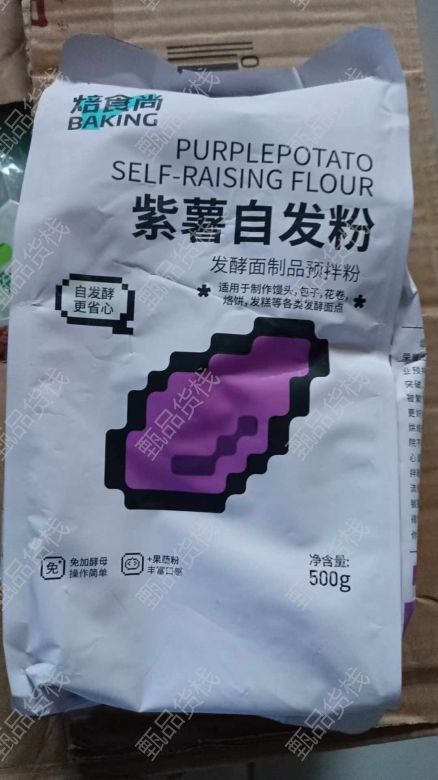 焙食尚
BAKING
PURPLEPOTATO
SELF-RAISING FLOUR
紫薯自发粉
发酵面制品预拌粉
*适用于制作馒头,包子,花卷,
烙饼,发糕等各类发酵面点*
自发酵
更省心
免
免加酵母
操作简单
+果蔬粉
丰富口感
净含量:
500g
甄品货栈